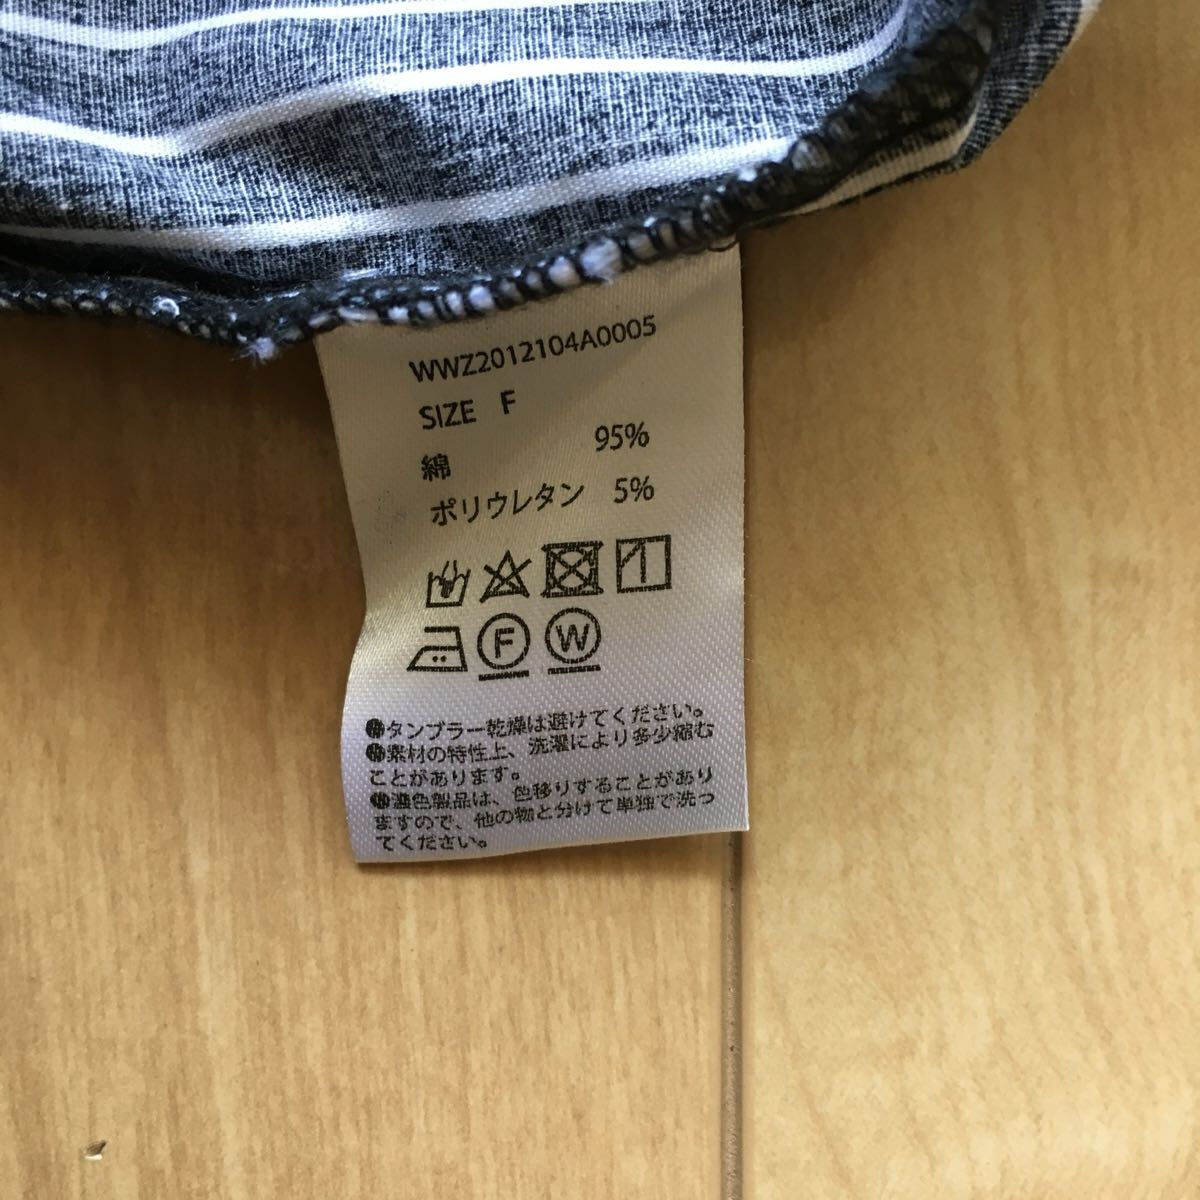 WWZ2012104A0005
SIZE F
綿 95%
ポリウレタン 5%
F W
●タンブラー乾燥は避けてください。
●素材の特性上、洗濯により多少縮む
ことがあります。
●濃色製品は、色移りすることがあり
ますので、他の物と分けて単独で洗っ
てください。